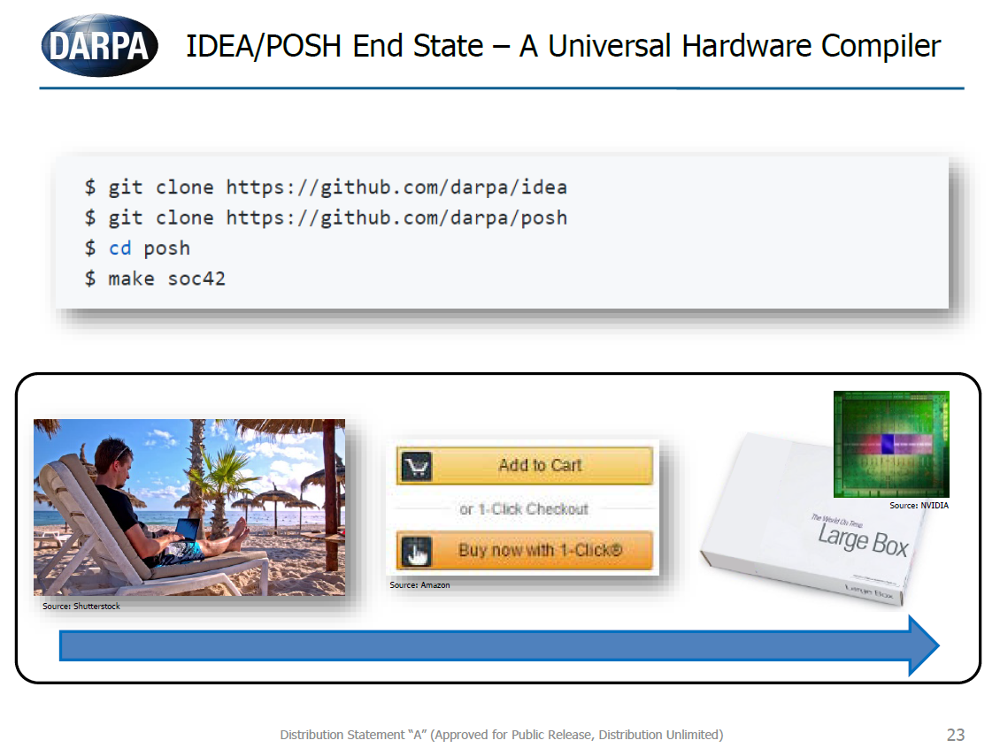 DARPA
IDEA/POSH End State – A Universal Hardware Compiler
$ git clone https://github.com/darpa/idea
$ git clone https://github.com/darpa/posh
$ cd posh
$ make soc42
Source: Shutterstock
Add to Cart
or 1-Click Checkout
Buy now with 1-Click®
Source: Amazon
Source: NVIDIA
The World On Time
Large Box
Large Box
Distribution Statement “A” (Approved for Public Release, Distribution Unlimited)
23